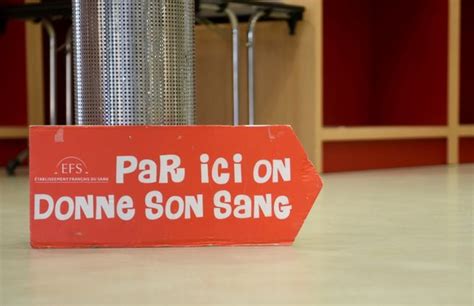 EFS
ÉTABLISSEMENT FRANÇAIS DU SANG
PAR ICI ON
DONNE SON SANG